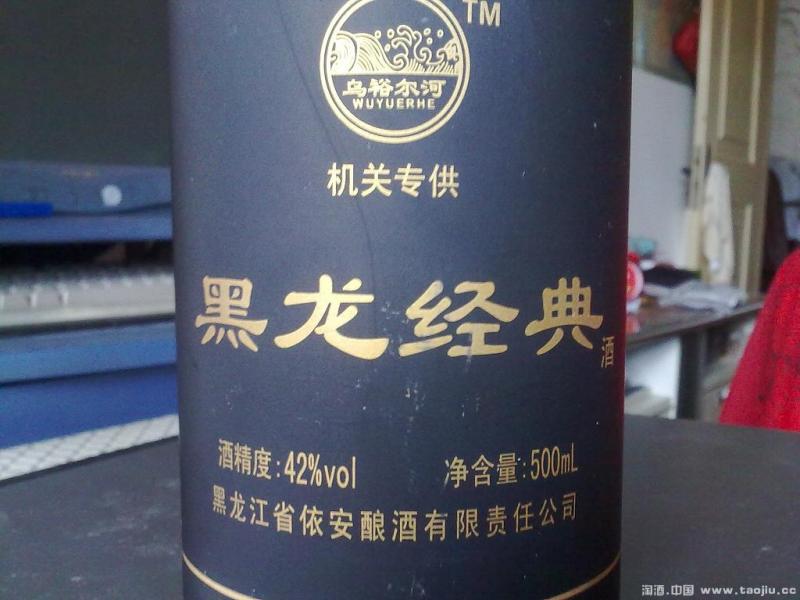 TM
乌裕尔河
WUYUERHE
机关专供
黑龙经典
酒
酒精度:42%vol
净含量:500mL
黑龙江省依安酿酒有限责任公司
淘酒.中国 www.taojiu.cc